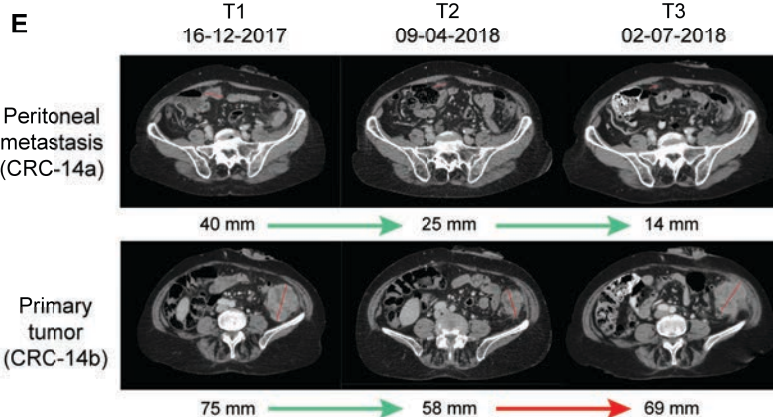 E
T1
16-12-2017
T2
09-04-2018
T3
02-07-2018
Peritoneal
metastasis
(CRC-14a)
40 mm
25 mm
14 mm
Primary
tumor
(CRC-14b)
75 mm
58 mm
69 mm